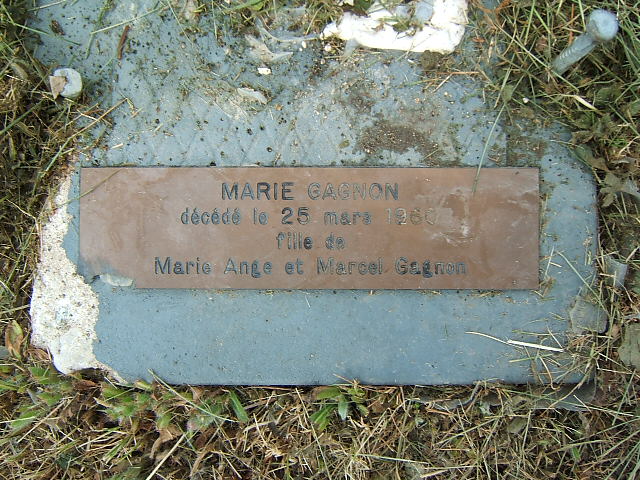 MARIE GAGNON
décédé le 25 mars 1960
fille de
Marie Ange et Marcel Gagnon